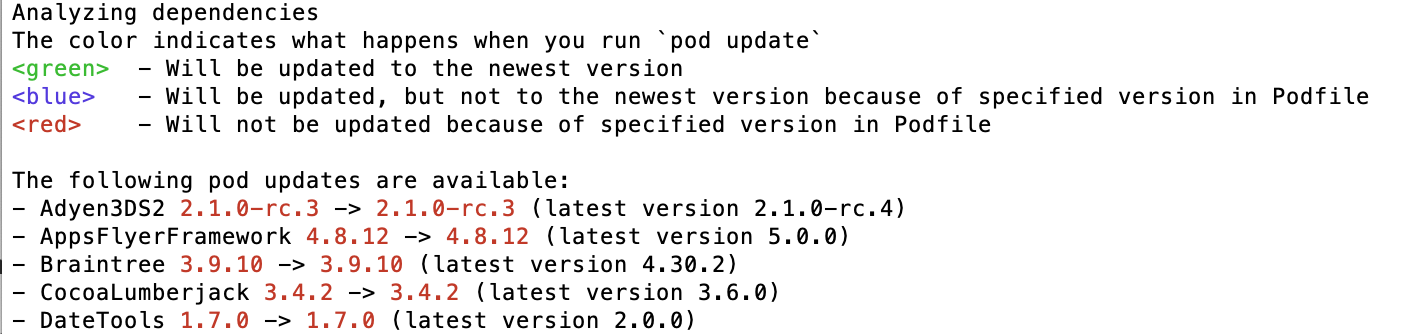 Analyzing dependencies
The color indicates what happens when you run `pod update`
<green>  – Will be updated to the newest version
<blue>   – Will be updated, but not to the newest version because of specified version in Podfile
<red>    – Will not be updated because of specified version in Podfile
The following pod updates are available:
– Adyen3DS2 2.1.0-rc.3 -> 2.1.0-rc.3 (latest version 2.1.0-rc.4)
– AppsFlyerFramework 4.8.12 -> 4.8.12 (latest version 5.0.0)
– Braintree 3.9.10 -> 3.9.10 (latest version 4.30.2)
– CocoaLumberjack 3.4.2 -> 3.4.2 (latest version 3.6.0)
– DateTools 1.7.0 -> 1.7.0 (latest version 2.0.0)